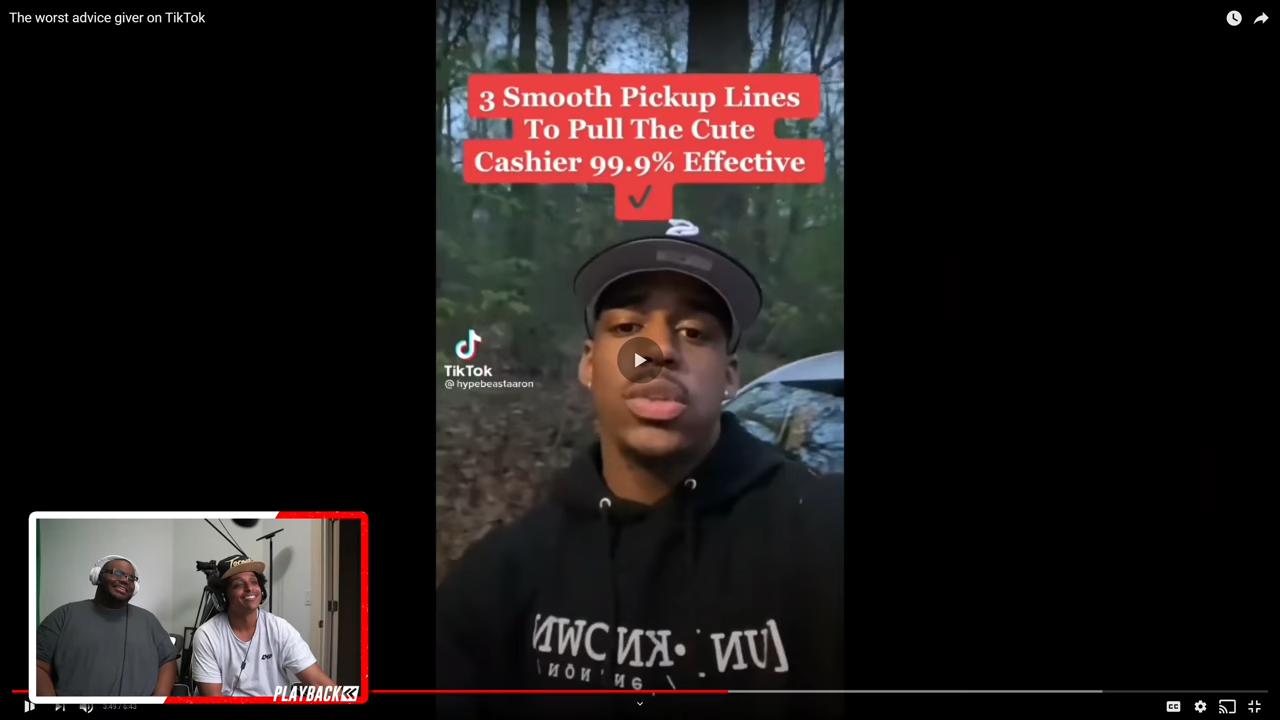 The worst advice giver on TikTok
3 Smooth Pickup Lines
To Pull The Cute
Cashier 99.9% Effective
✓
TikTok
@hypebeastaaron
PLAYBACK
CC